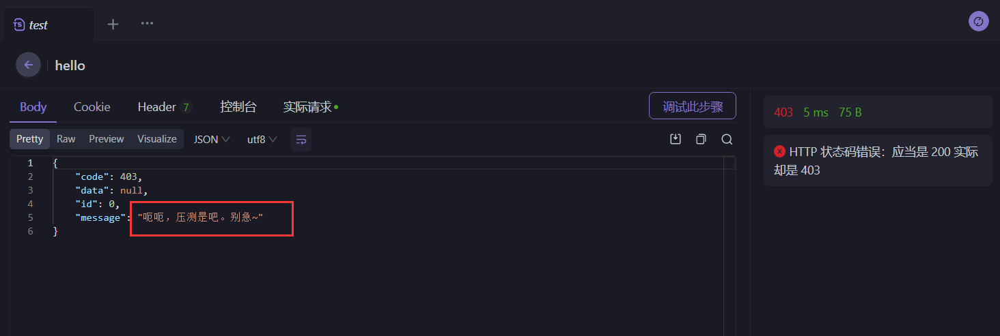 test
hello
Body Cookie Header 7 控制台 实际请求 调试此步骤
Pretty Raw Preview Visualize JSON utf8
1 {
2 "code": 403,
3 "data": null,
4 "id": 0,
5 "message": "呃呃，压测是吧。别急~"
6 }
403 5 ms 75 B
HTTP 状态码错误：应当是 200 实际
却是 403